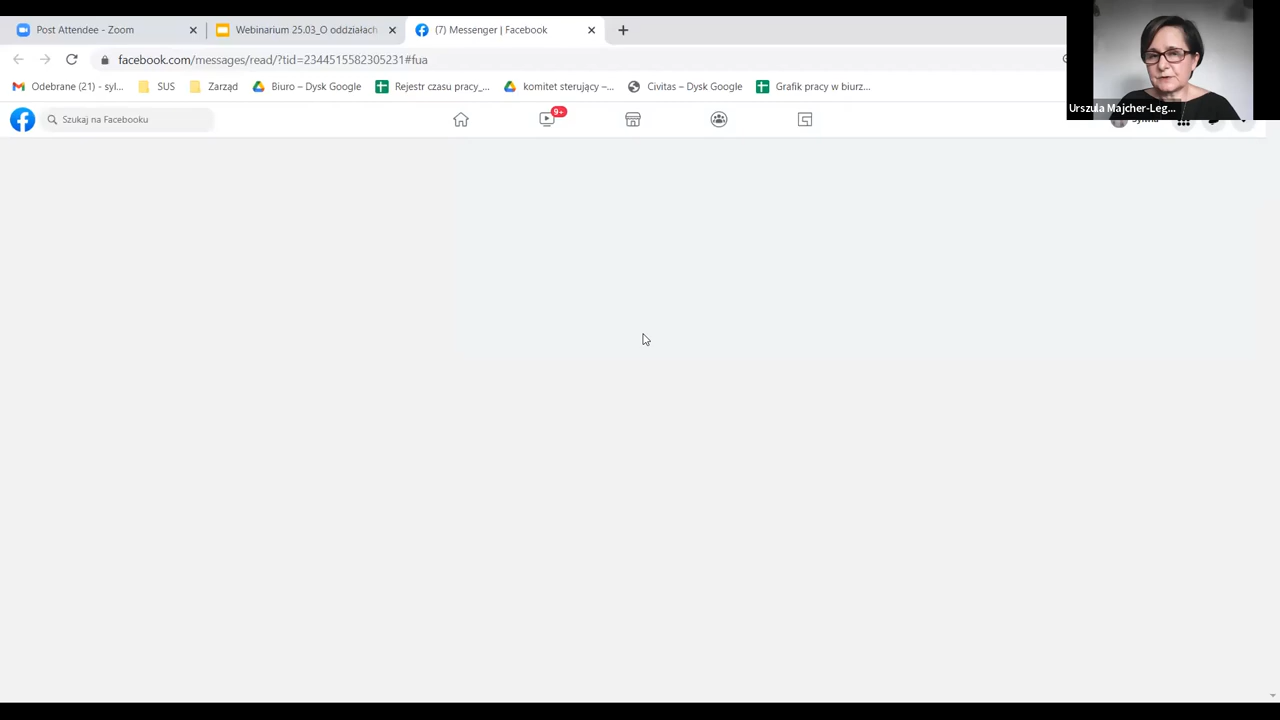 Post Attendee - Zoom
Webinarium 25.03_O oddziałach
(7) Messenger | Facebook
facebook.com/messages/read/?tid=2344515582305231#fua
Odebrane (21) - syl...
SUS
Zarząd
Biuro – Dysk Google
Rejestr czasu pracy_...
komitet sterujący –...
Civitas – Dysk Google
Grafik pracy w biurz...
Urszula Majcher-Leg...
Szukaj na Facebooku
9+